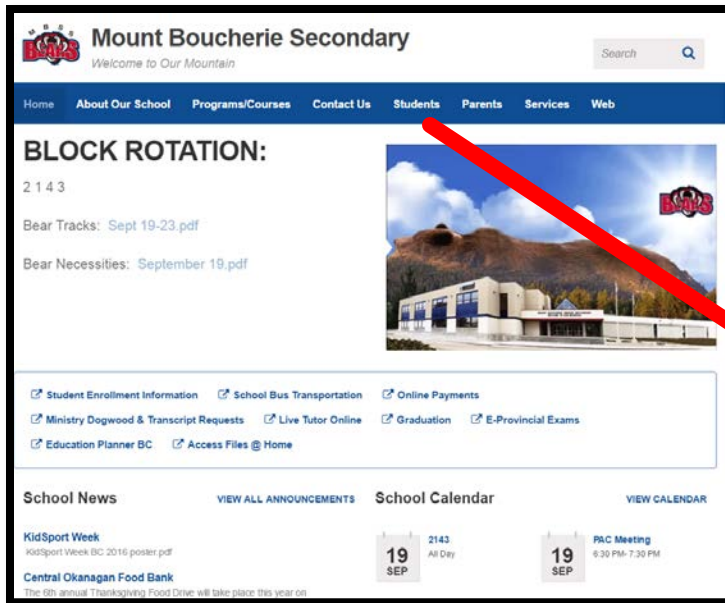 MBSS
BEARS
Mount Boucherie Secondary
Welcome to Our Mountain
Search
Home About Our School Programs/Courses Contact Us Students Parents Services Web
BLOCK ROTATION:
2 1 4 3
Bear Tracks: Sept 19-23.pdf
Bear Necessities: September 19.pdf
BEARS
Student Enrollment Information School Bus Transportation Online Payments
Ministry Dogwood & Transcript Requests Live Tutor Online Graduation E-Provincial Exams
Education Planner BC Access Files @ Home
School News VIEW ALL ANNOUNCEMENTS School Calendar VIEW CALENDAR
KidSport Week
KidSport Week BC 2016 poster.pdf
19 SEP
2143
All Day
19 SEP
PAC Meeting
6:30 PM- 7:30 PM
Central Okanagan Food Bank
The 6th annual Thanksgiving Food Drive will take place this year on